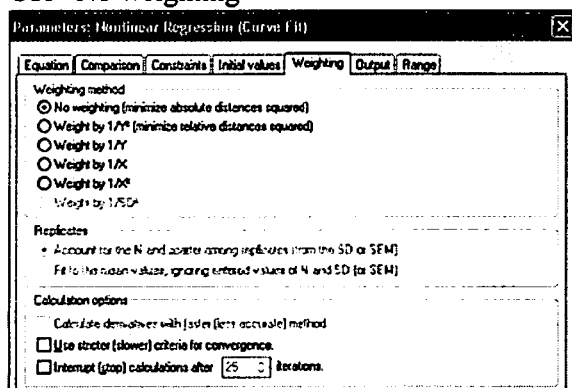 Parameters: Nonlinear Regression (Curve Fit)
Equation Comparison Constraints Initial values Weighting Output Range
Weighting method
No weighting (minimize absolute distances squared)
Weight by 1/Y² (minimize relative distances squared)
Weight by 1/Y
Weight by 1/X
Weight by 1/X²
Weight by 1/SD²
Replicates
Account for the N and scatter among replicates (from the SD or SEM)
Fit to the mean values, ignoring entered values of N and SD (or SEM)
Calculation options
Calculate derivatives with faster (less accurate) method
Use stricter (slower) criteria for convergence.
Interrupt (stop) calculations after 25 iterations.